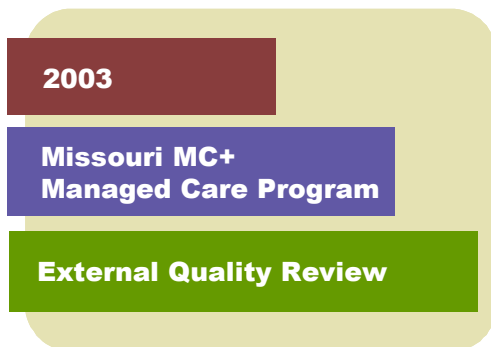 2003
Missouri MC+
Managed Care Program
External Quality Review